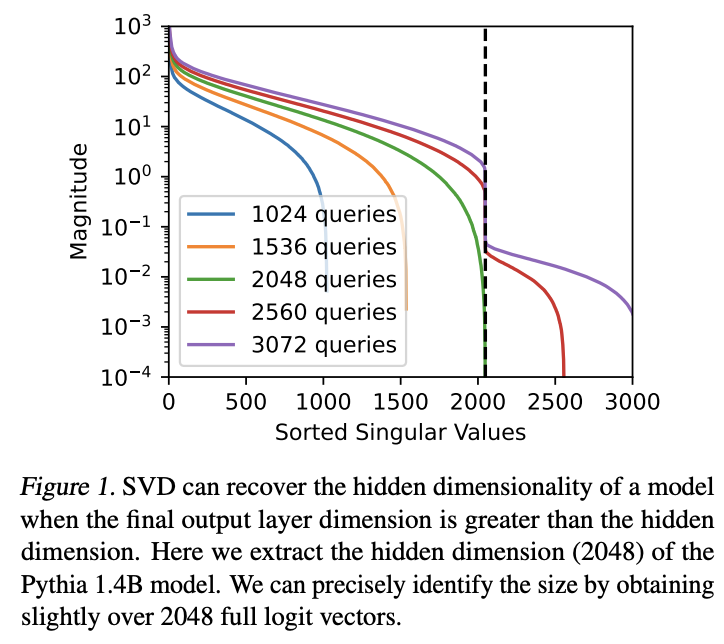 10³
10²
10¹
10⁰
10⁻¹
10⁻²
10⁻³
10⁻⁴
Magnitude
1024 queries
1536 queries
2048 queries
2560 queries
3072 queries
0 500 1000 1500 2000 2500 3000
Sorted Singular Values
Figure 1. SVD can recover the hidden dimensionality of a model
when the final output layer dimension is greater than the hidden
dimension. Here we extract the hidden dimension (2048) of the
Pythia 1.4B model. We can precisely identify the size by obtaining
slightly over 2048 full logit vectors.